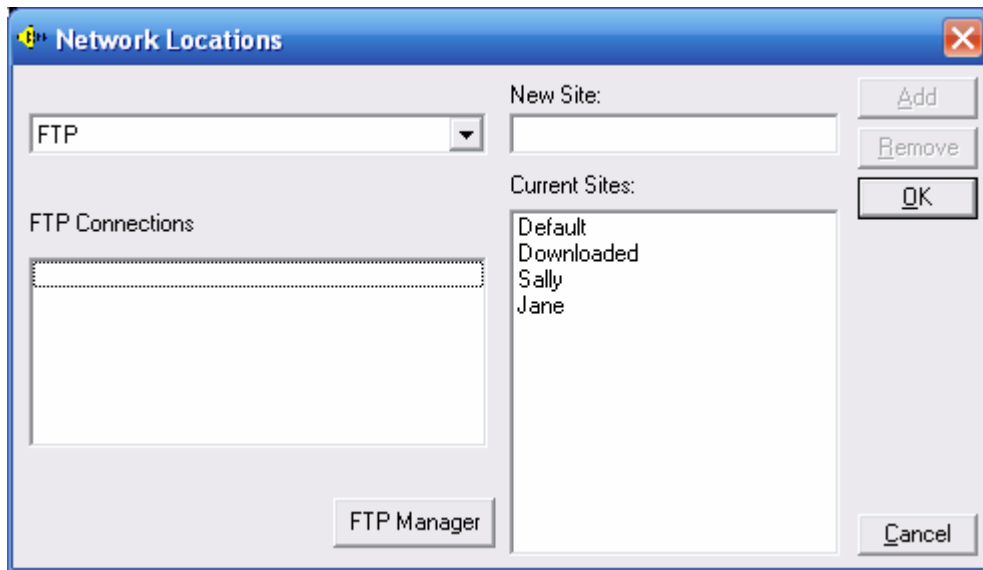 Network Locations
FTP
FTP Connections
FTP Manager
New Site:
Current Sites:
Default
Downloaded
Sally
Jane
Add
Remove
OK
Cancel